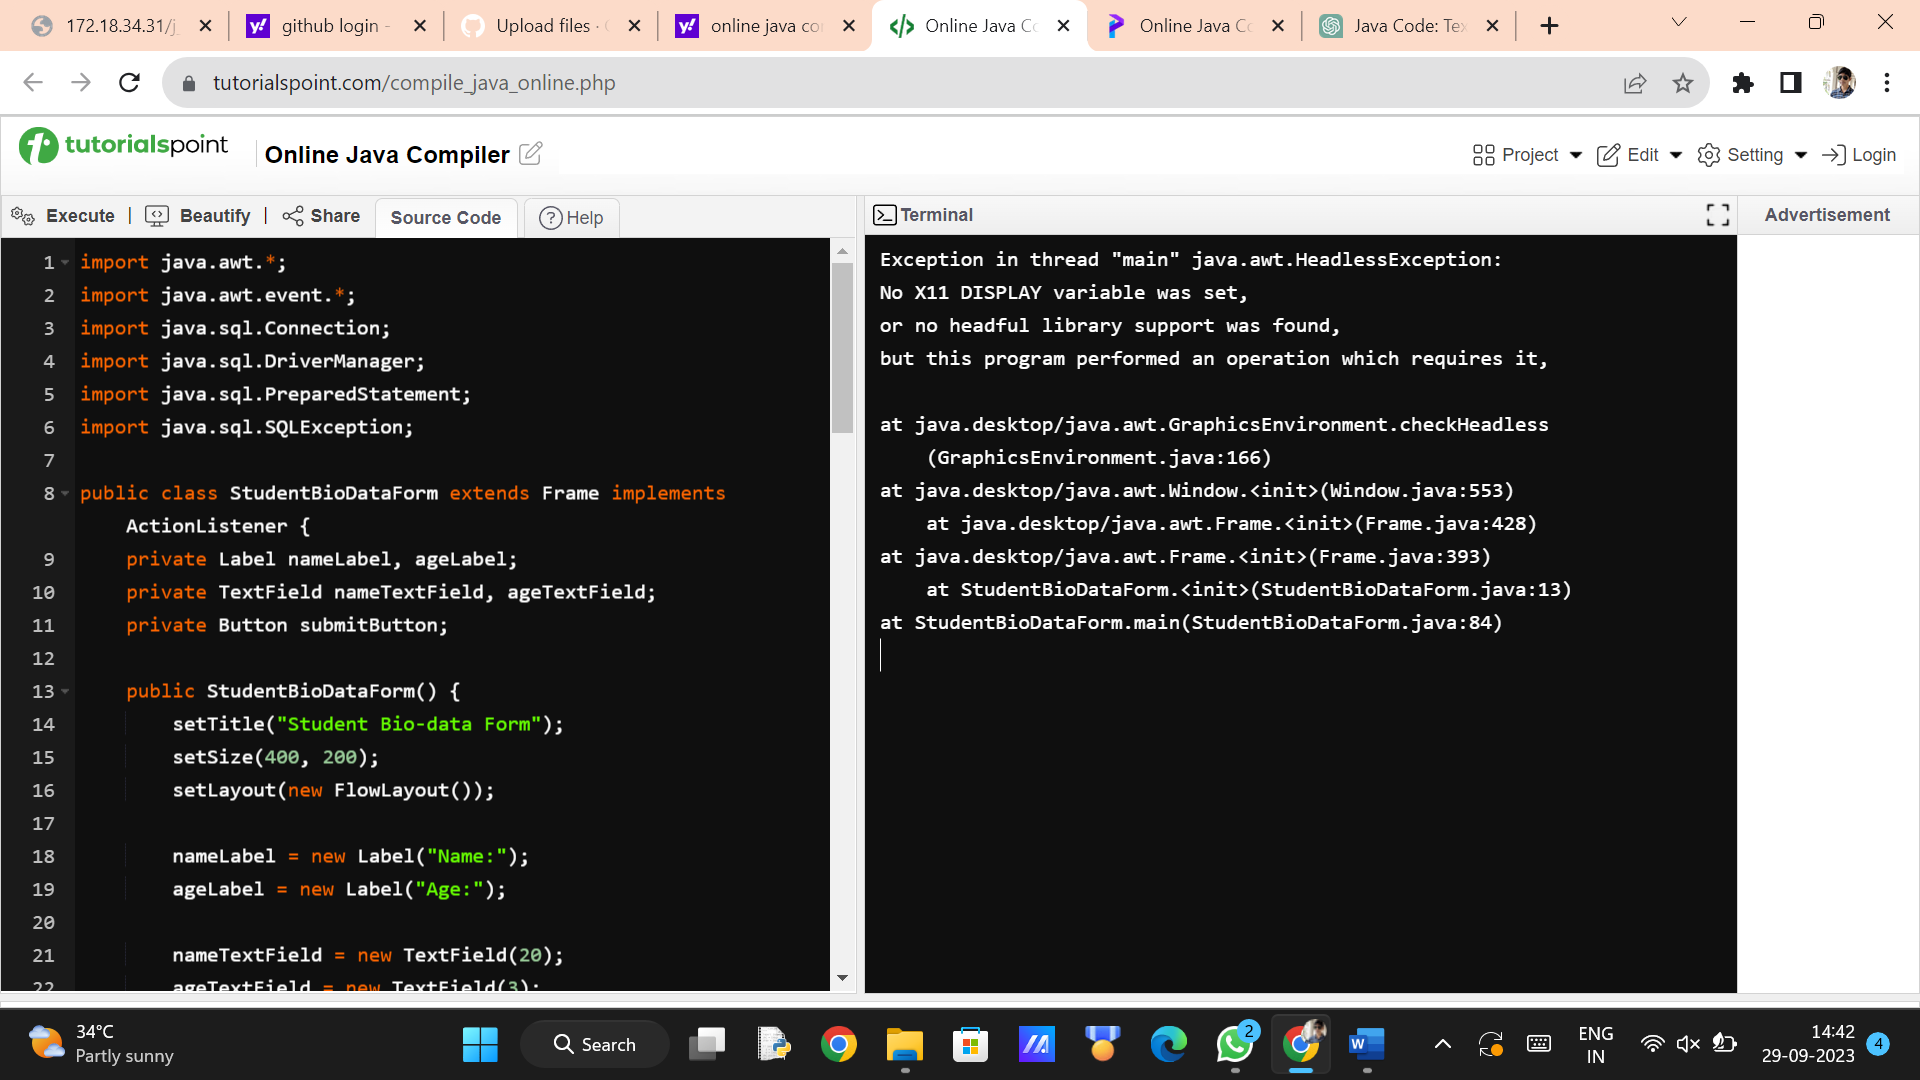 172.18.34.31/j
github login -
Upload files ·
online java co
Online Java Co
Online Java Co
Java Code: Tex
tutorialspoint.com/compile_java_online.php
tutorialspoint
Online Java Compiler
Project
Edit
Setting
Login
Execute
Beautify
Share
Source Code
Help
Terminal
Advertisement
1 import java.awt.*;
2 import java.awt.event.*;
3 import java.sql.Connection;
4 import java.sql.DriverManager;
5 import java.sql.PreparedStatement;
6 import java.sql.SQLException;
7
8 public class StudentBioDataForm extends Frame implements
ActionListener {
9 private Label nameLabel, ageLabel;
10 private TextField nameTextField, ageTextField;
11 private Button submitButton;
12
13 public StudentBioDataForm() {
14 setTitle("Student Bio-data Form");
15 setSize(400, 200);
16 setLayout(new FlowLayout());
17
18 nameLabel = new Label("Name:");
19 ageLabel = new Label("Age:");
20
21 nameTextField = new TextField(20);
22 ageTextField = new TextField(3);
Exception in thread "main" java.awt.HeadlessException:
No X11 DISPLAY variable was set,
or no headful library support was found,
but this program performed an operation which requires it,
at java.desktop/java.awt.GraphicsEnvironment.checkHeadless
(GraphicsEnvironment.java:166)
at java.desktop/java.awt.Window.<init>(Window.java:553)
at java.desktop/java.awt.Frame.<init>(Frame.java:428)
at java.desktop/java.awt.Frame.<init>(Frame.java:393)
at StudentBioDataForm.<init>(StudentBioDataForm.java:13)
at StudentBioDataForm.main(StudentBioDataForm.java:84)
34°C
Partly sunny
Search
2
ENG
IN
14:42
29-09-2023
4